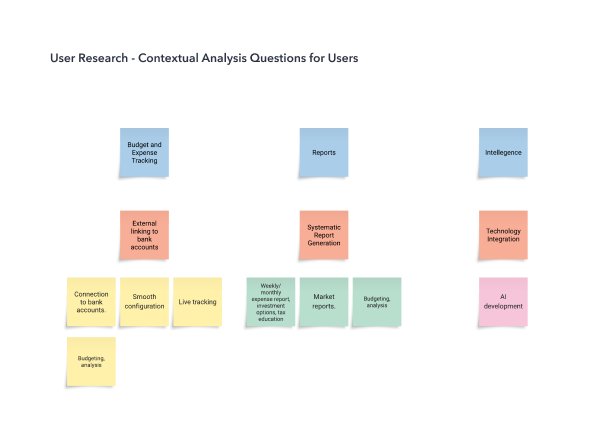 User Research - Contextual Analysis Questions for Users
Budget and
Expense
Tracking
Reports
Intellegence
External
linking to
bank
accounts
Systematic
Report
Generation
Technology
Integration
Connection
to bank
accounts.
Smooth
configuration
Live tracking
Weekly/
monthly
expense report,
investment
options, tax
education
Market
reports.
Budgeting,
analysis
AI
development
Budgeting,
analysis